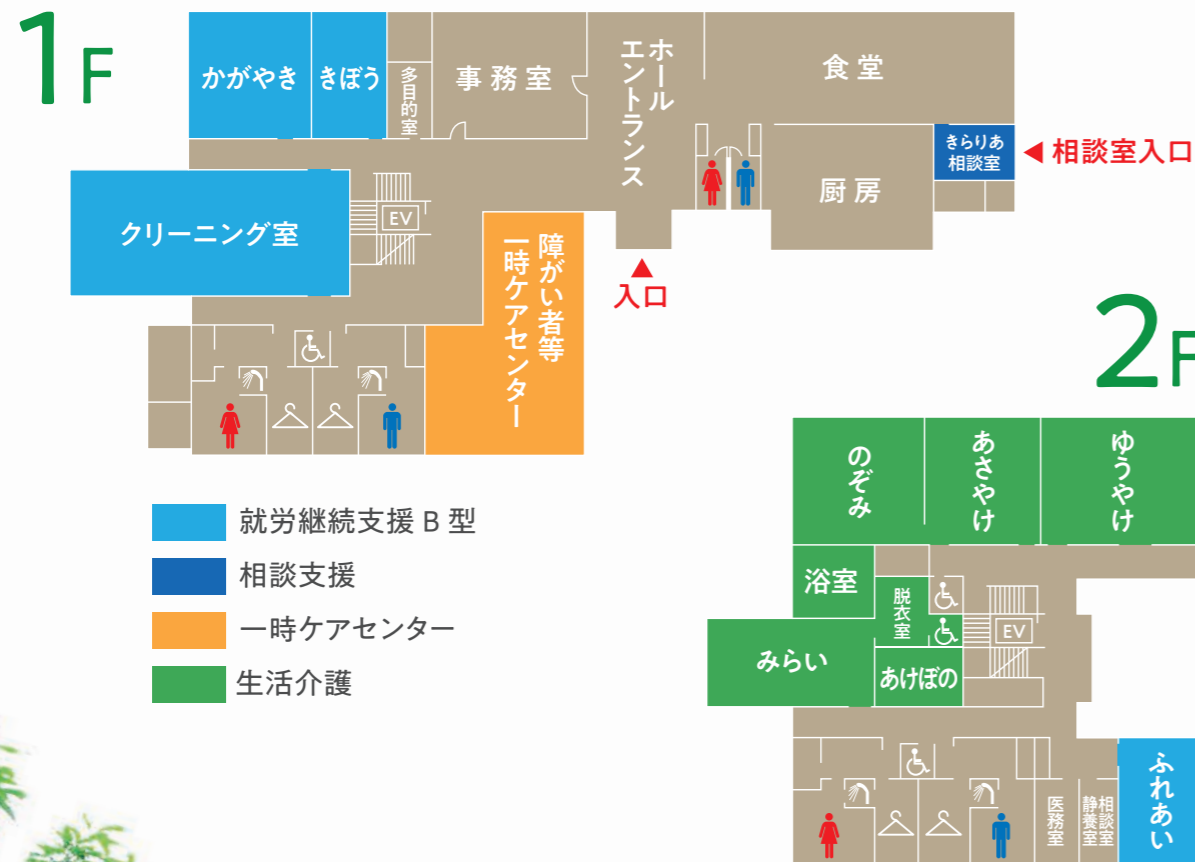 1F
かがやき
きぼう
多目的室
事務室
エントランス
ホール
食堂
きらりあ
相談室
相談室入口
厨房
クリーニング室
EV
障がい者等
一時ケアセンター
入口
就労継続支援B型
相談支援
一時ケアセンター
生活介護
2F
のぞみ
あさやけ
ゆうやけ
浴室
脱衣室
EV
みらい
あけぼの
医務室
相談室
静養室
ふれあい